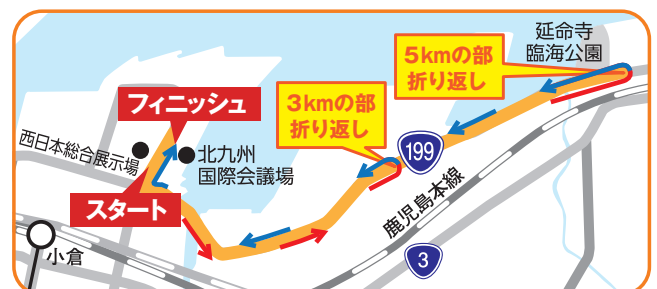 延命寺
臨海公園
5kmの部
折り返し
フィニッシュ
3kmの部
折り返し
西日本総合展示場
北九州
国際会議場
199
スタート
鹿児島本線
小倉
3